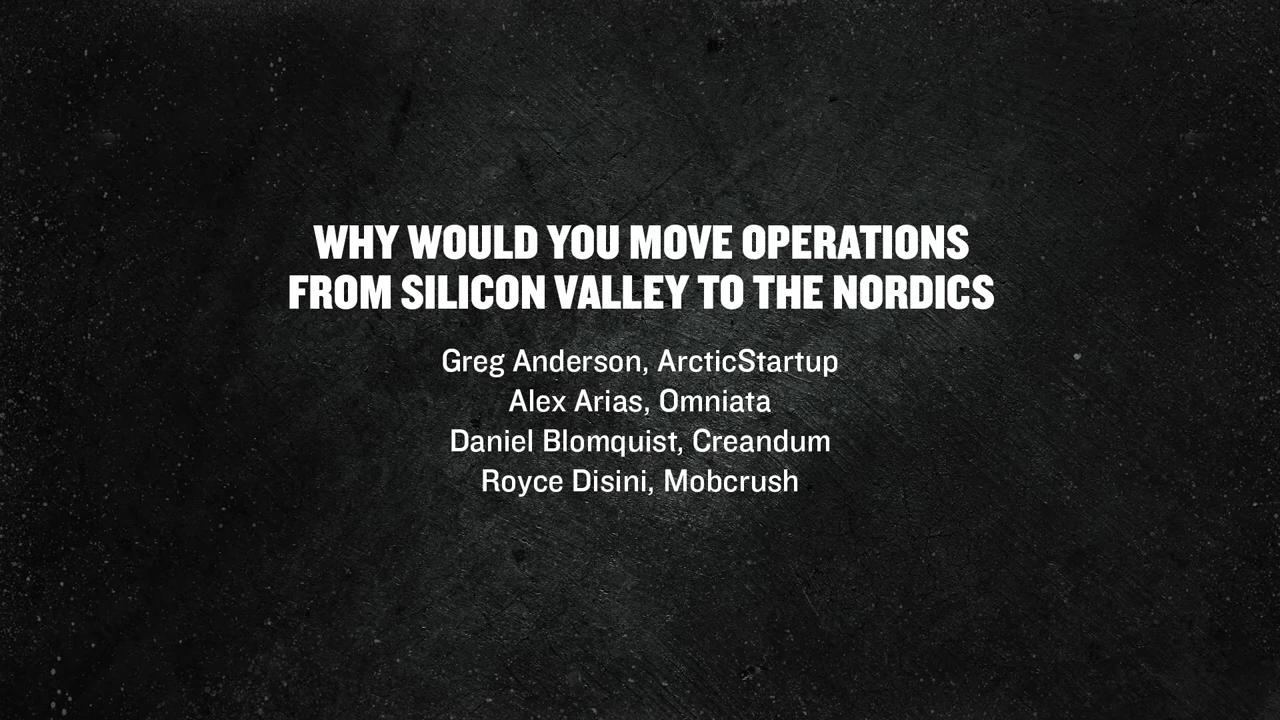 WHY WOULD YOU MOVE OPERATIONS
FROM SILICON VALLEY TO THE NORDICS
Greg Anderson, ArcticStartup
Alex Arias, Omniata
Daniel Blomquist, Creandum
Royce Disini, Mobcrush